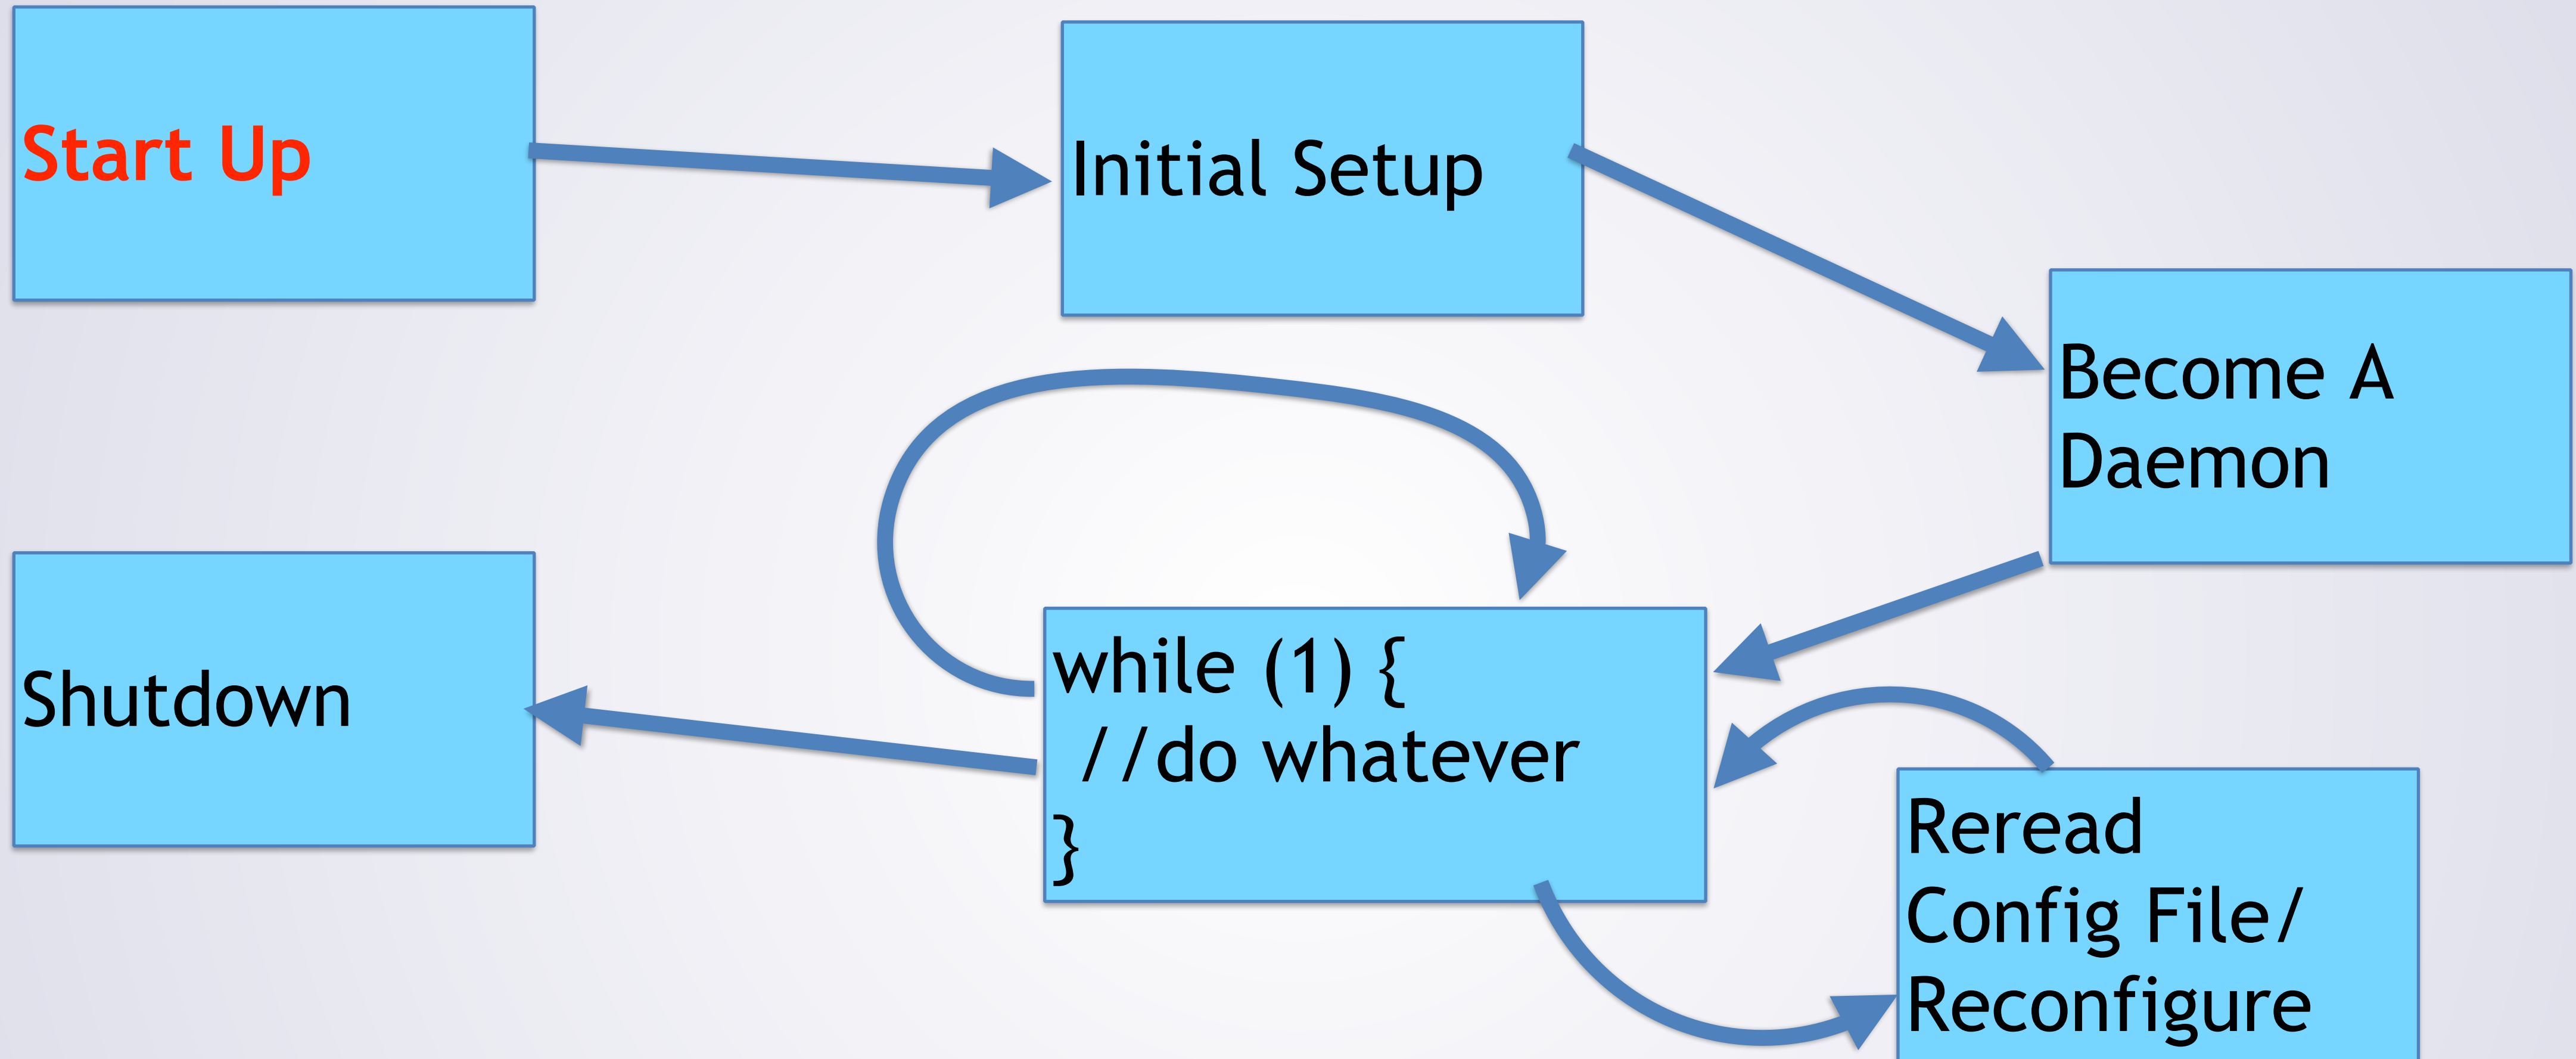 Start Up
Initial Setup
Become A
Daemon
Shutdown
while (1) {
//do whatever
}
Reread
Config File/
Reconfigure